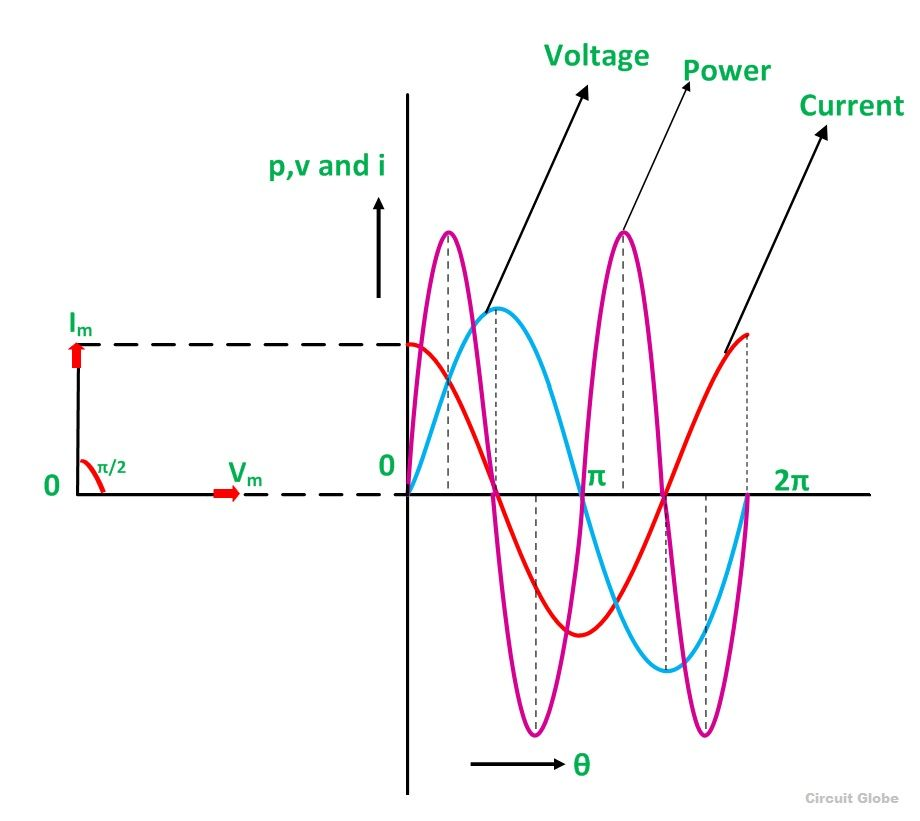 Voltage
Power
Current
p,v and i
Im
π/2
0
Vm
0
π
2π
θ
Circuit Globe